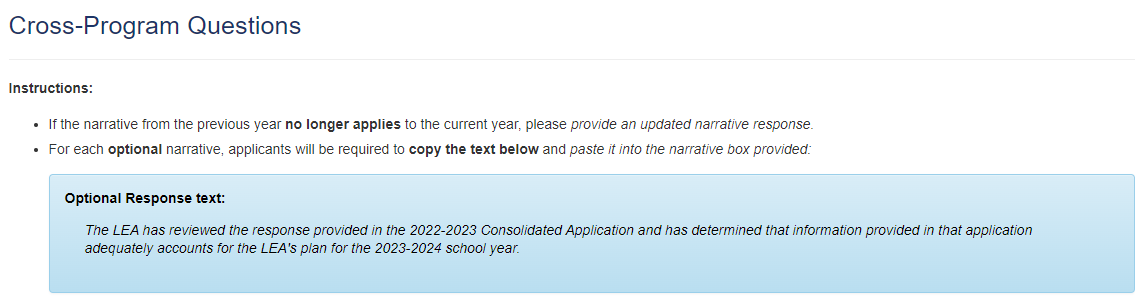 Cross-Program Questions
Instructions:
• If the narrative from the previous year no longer applies to the current year, please provide an updated narrative response.
• For each optional narrative, applicants will be required to copy the text below and paste it into the narrative box provided:
Optional Response text:
The LEA has reviewed the response provided in the 2022-2023 Consolidated Application and has determined that information provided in that application
adequately accounts for the LEA's plan for the 2023-2024 school year.